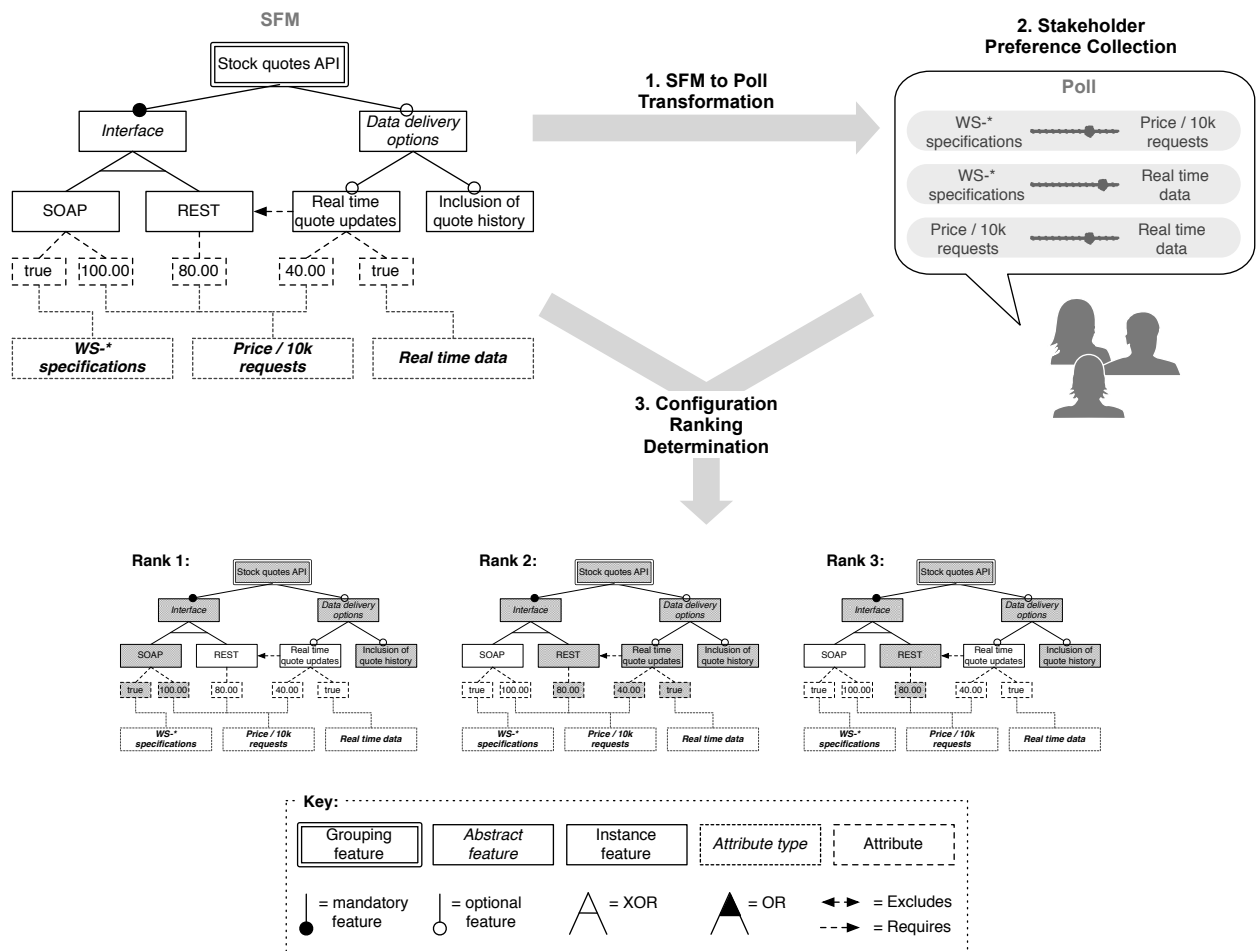 SFM
Stock quotes API
Interface
Data delivery
options
SOAP
REST
Real time
quote updates
Inclusion of
quote history
true
100.00
80.00
40.00
true
WS-*
specifications
Price / 10k
requests
Real time data
1. SFM to Poll
Transformation
2. Stakeholder
Preference Collection
Poll
WS-*
specifications
Price / 10k
requests
WS-*
specifications
Real time
data
Price / 10k
requests
Real time
data
3. Configuration
Ranking
Determination
Rank 1:
Stock quotes API
Interface
Data delivery
options
SOAP
REST
Real time
quote updates
Inclusion of
quote history
true
100.00
80.00
40.00
true
WS-*
specifications
Price / 10k
requests
Real time data
Rank 2:
Stock quotes API
Interface
Data delivery
options
SOAP
REST
Real time
quote updates
Inclusion of
quote history
true
100.00
80.00
40.00
true
WS-*
specifications
Price / 10k
requests
Real time data
Rank 3:
Stock quotes API
Interface
Data delivery
options
SOAP
REST
Real time
quote updates
Inclusion of
quote history
true
100.00
80.00
40.00
true
WS-*
specifications
Price / 10k
requests
Real time data
Key:
Grouping
feature
Abstract
feature
Instance
feature
Attribute type
Attribute
= mandatory
feature
= optional
feature
= XOR
= OR
= Excludes
= Requires